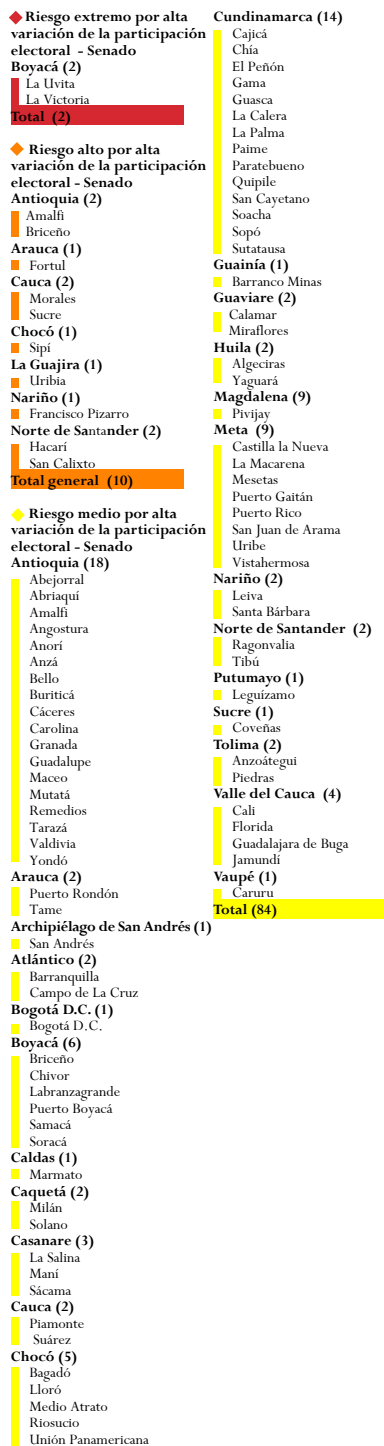 Riesgo extremo por alta
variación de la participación
electoral - Senado
Boyacá (2)
La Uvita
La Victoria
Total (2)
Riesgo alto por alta
variación de la participación
electoral - Senado
Antioquia (2)
Amalfi
Briceño
Arauca (1)
Fortul
Cauca (2)
Morales
Sucre
Chocó (1)
Sipí
La Guajira (1)
Uribia
Nariño (1)
Francisco Pizarro
Norte de Santander (2)
Hacarí
San Calixto
Total general (10)
Riesgo medio por alta
variación de la participación
electoral - Senado
Antioquia (18)
Abejorral
Abriaquí
Amalfi
Angostura
Anorí
Anzá
Bello
Buriticá
Cáceres
Carolina
Granada
Guadalupe
Maceo
Mutatá
Remedios
Tarazá
Valdivia
Yondó
Arauca (2)
Puerto Rondón
Tame
Archipiélago de San Andrés (1)
San Andrés
Atlántico (2)
Barranquilla
Campo de La Cruz
Bogotá D.C. (1)
Bogotá D.C.
Boyacá (6)
Briceño
Chivor
Labranzagrande
Puerto Boyacá
Samacá
Soracá
Caldas (1)
Marmato
Caquetá (2)
Milán
Solano
Casanare (3)
La Salina
Maní
Sácama
Cauca (2)
Piamonte
Suárez
Chocó (5)
Bagadó
Lloró
Medio Atrato
Riosucio
Unión Panamericana
Cundinamarca (14)
Cajicá
Chía
El Peñón
Gama
Guasca
La Calera
La Palma
Paime
Paratebueno
Quipile
San Cayetano
Soacha
Sopó
Sutatausa
Guainía (1)
Barranco Minas
Guaviare (2)
Calamar
Miraflores
Huila (2)
Algeciras
Yaguará
Magdalena (9)
Pivijay
Meta (9)
Castilla la Nueva
La Macarena
Mesetas
Puerto Gaitán
Puerto Rico
San Juan de Arama
Uribe
Vistahermosa
Nariño (2)
Leiva
Santa Bárbara
Norte de Santander (2)
Ragonvalia
Tibú
Putumayo (1)
Leguízamo
Sucre (1)
Coveñas
Tolima (2)
Anzoátegui
Piedras
Valle del Cauca (4)
Cali
Florida
Guadalajara de Buga
Jamundí
Vaupé (1)
Caruru
Total (84)